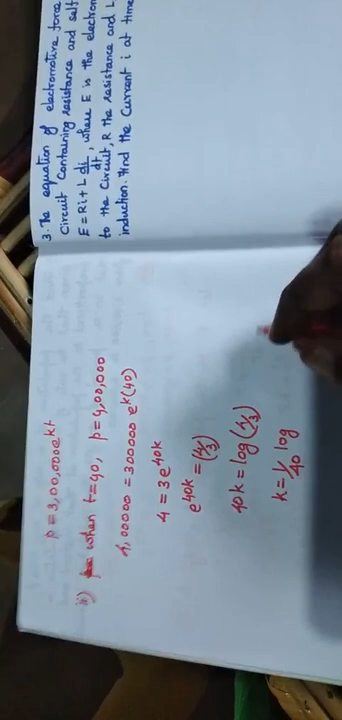 p = 3,00,000e^{kt}
ii) when t=40, p=4,00,000
4,00000 = 300000 e^{k(40)}
4 = 3e^{40k}
e^{40k} = (4/3)
40k = log(4/3)
k = 1/40 log
3. The equation of electromotive force
Circuit Containing resistance and self
E = Ri + L di/dt, where E is the electron
to the Circuit, R the resistance and L
induction. Find the Current i at time